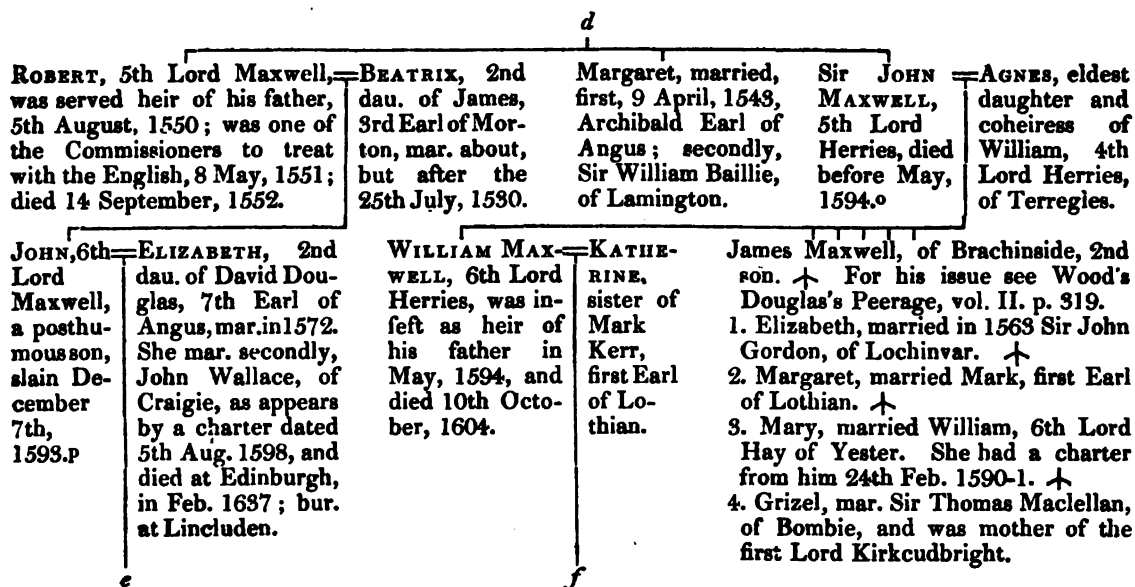 d
ROBERT, 5th Lord Maxwell,
was served heir of his father,
5th August, 1550; was one of
the Commissioners to treat
with the English, 8 May, 1551;
died 14 September, 1552.
BEATRIX, 2nd
dau. of James,
3rd Earl of Mor-
ton, mar. about,
but after the
25th July, 1530.
Margaret, married,
first, 9 April, 1543,
Archibald Earl of
Angus; secondly,
Sir William Baillie,
of Lamington.
Sir JOHN
MAXWELL,
5th Lord
Herries, died
before May,
1594.o
AGNES, eldest
daughter and
coheiress of
William, 4th
Lord Herries,
of Terregles.
JOHN, 6th
Lord
Maxwell,
a posthu-
mous son,
slain De-
cember
7th,
1593.p
ELIZABETH, 2nd
dau. of David Dou-
glas, 7th Earl of
Angus, mar. in 1572.
She mar. secondly,
John Wallace, of
Craigie, as appears
by a charter dated
5th Aug. 1598, and
died at Edinburgh,
in Feb. 1637; bur.
at Lincluden.
WILLIAM MAX-
WELL, 6th Lord
Herries, was in-
feft as heir of
his father in
May, 1594, and
died 10th Octo-
ber, 1604.
KATHE-
RINE,
sister of
Mark
Kerr,
first Earl
of Lo-
thian.
James Maxwell, of Brachinside, 2nd
son. For his issue see Wood's
Douglas's Peerage, vol. II. p. 319.
1. Elizabeth, married in 1563 Sir John
Gordon, of Lochinvar.
2. Margaret, married Mark, first Earl
of Lothian.
3. Mary, married William, 6th Lord
Hay of Yester. She had a charter
from him 24th Feb. 1590-1.
4. Grizel, mar. Sir Thomas Maclellan,
of Bombie, and was mother of the
first Lord Kirkcudbright.
e
f